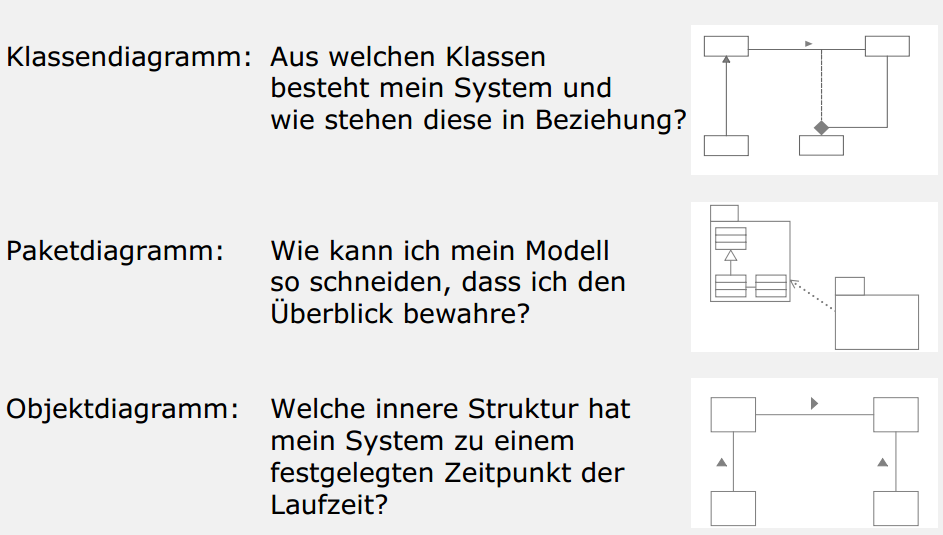 Klassendiagramm: Aus welchen Klassen
besteht mein System und
wie stehen diese in Beziehung?
Paketdiagramm: Wie kann ich mein Modell
so schneiden, dass ich den
Überblick bewahre?
Objektdiagramm: Welche innere Struktur hat
mein System zu einem
festgelegten Zeitpunkt der
Laufzeit?